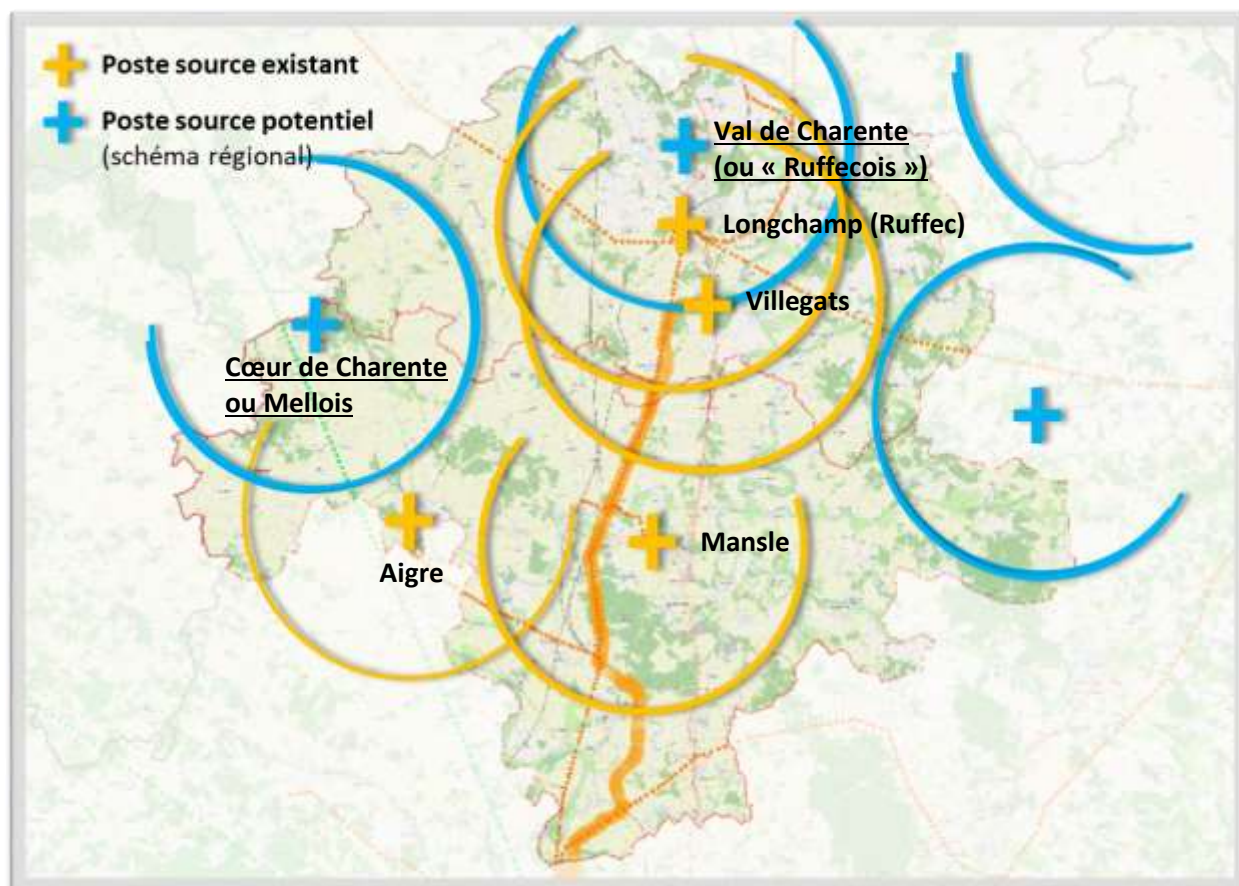 Poste source existant
Poste source potentiel
(schéma régional)
Val de Charente
(ou « Ruffecois »)
Longchamp (Ruffec)
Villegats
Cœur de Charente
ou Mellois
Mansle
Aigre